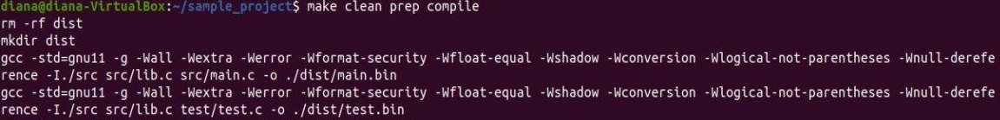 diana@diana-VirtualBox:~/sample_project$ make clean prep compile
rm -rf dist
mkdir dist
gcc -std=gnu11 -g -Wall -Wextra -Werror -Wformat-security -Wfloat-equal -Wshadow -Wconversion -Wlogical-not-parentheses -Wnull-derefe
rence -I./src src/lib.c src/main.c -o ./dist/main.bin
gcc -std=gnu11 -g -Wall -Wextra -Werror -Wformat-security -Wfloat-equal -Wshadow -Wconversion -Wlogical-not-parentheses -Wnull-derefe
rence -I./src src/lib.c test/test.c -o ./dist/test.bin